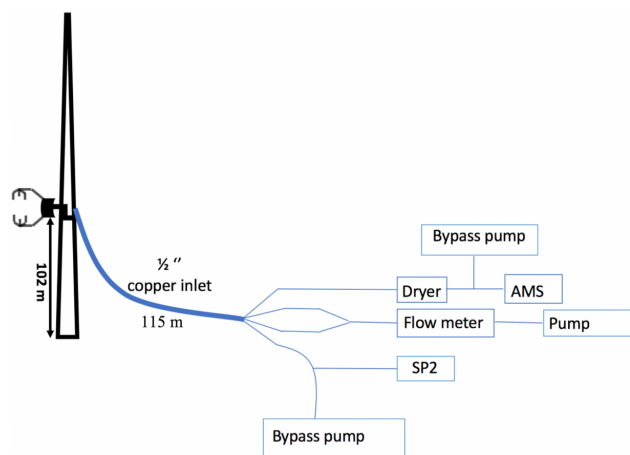 Bypass pump
½ ″
copper inlet
115 m
102 m
Dryer
AMS
Flow meter
Pump
SP2
Bypass pump